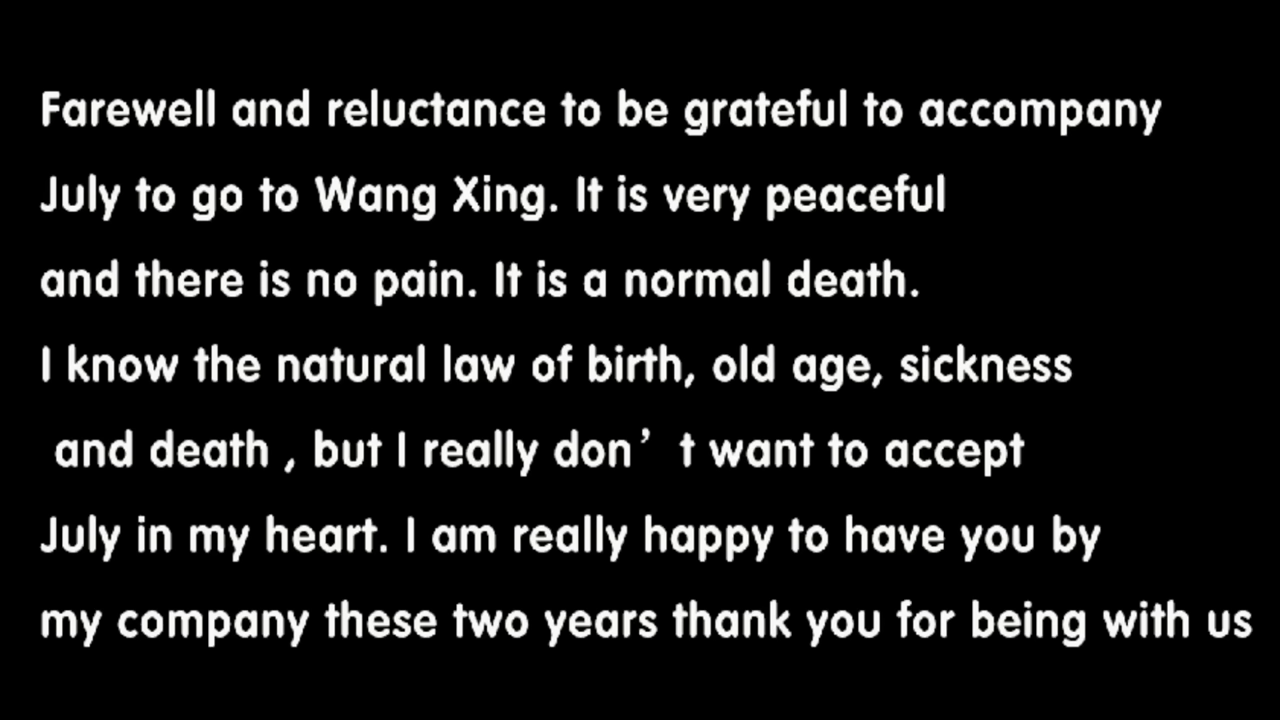 Farewell and reluctance to be grateful to accompany
July to go to Wang Xing. It is very peaceful
and there is no pain. It is a normal death.
I know the natural law of birth, old age, sickness
and death , but I really don’ t want to accept
July in my heart. I am really happy to have you by
my company these two years thank you for being with us